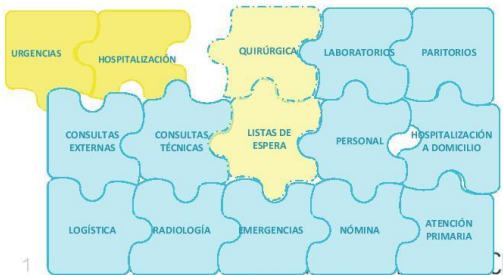 URGENCIAS
HOSPITALIZACIÓN
QUIRÚRGICA
LABORATORIOS
PARITORIOS
CONSULTAS
EXTERNAS
CONSULTAS
TÉCNICAS
LISTAS DE
ESPERA
PERSONAL
HOSPITALIZACIÓN
A DOMICILIO
LOGÍSTICA
RADIOLOGÍA
EMERGENCIAS
NÓMINA
ATENCIÓN
PRIMARIA
1